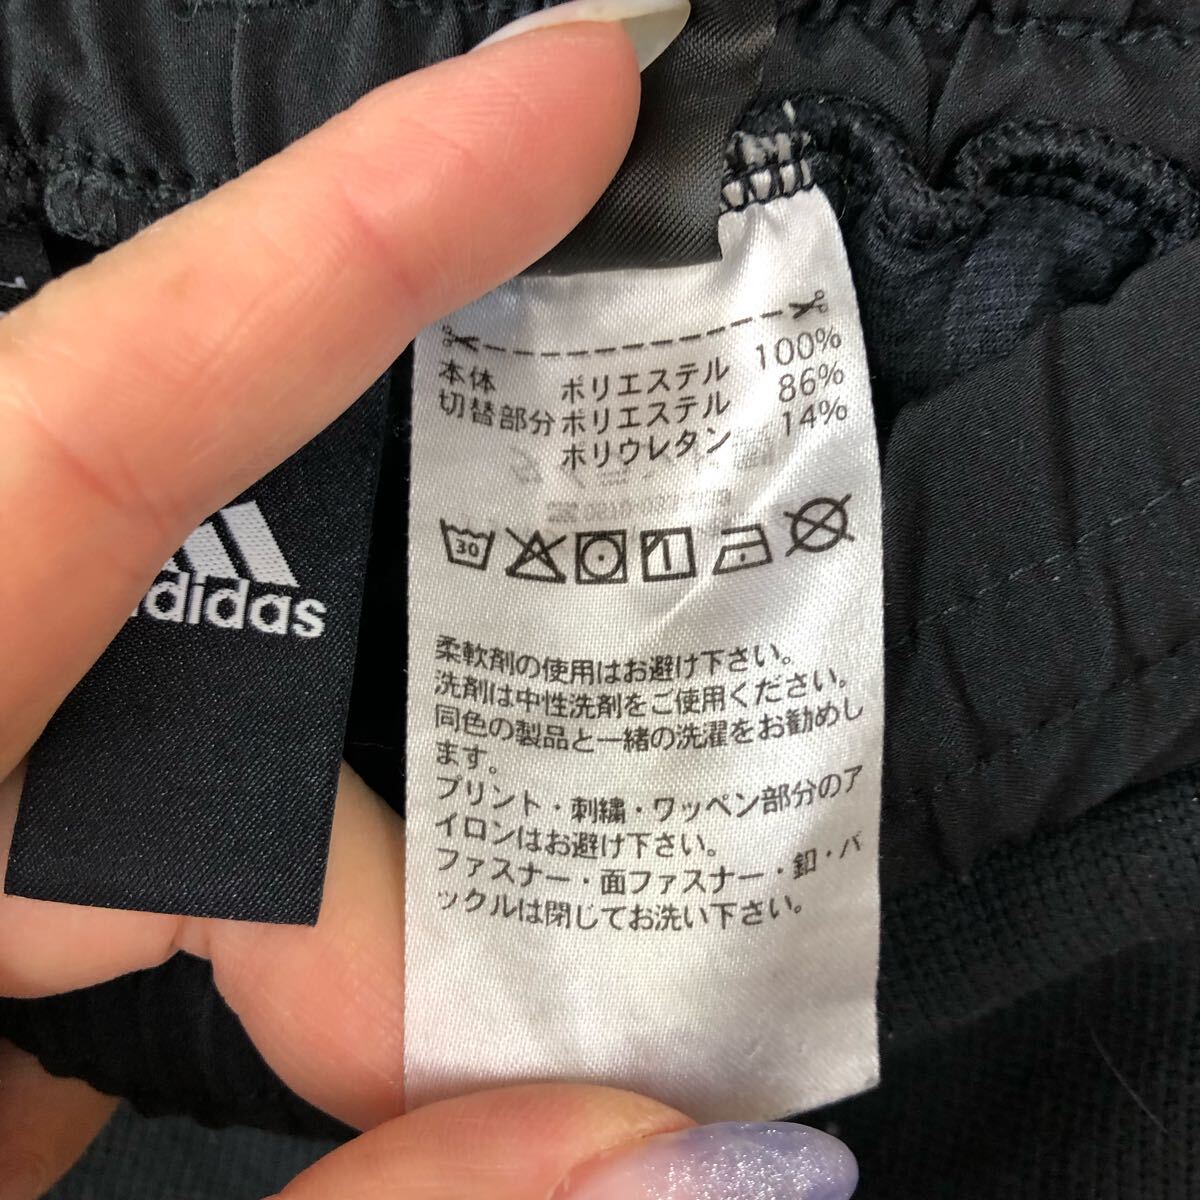 本体 ポリエステル 100%
切替部分 ポリエステル 86%
ポリウレタン 14%
30
1
柔軟剤の使用はお避け下さい。
洗剤は中性洗剤をご使用ください。
同色の製品と一緒の洗濯をお勧めし
ます。
プリント・刺繍・ワッペン部分のア
イロンはお避け下さい。
ファスナー・面ファスナー・釦・バ
ックルは閉じてお洗い下さい。
adidas